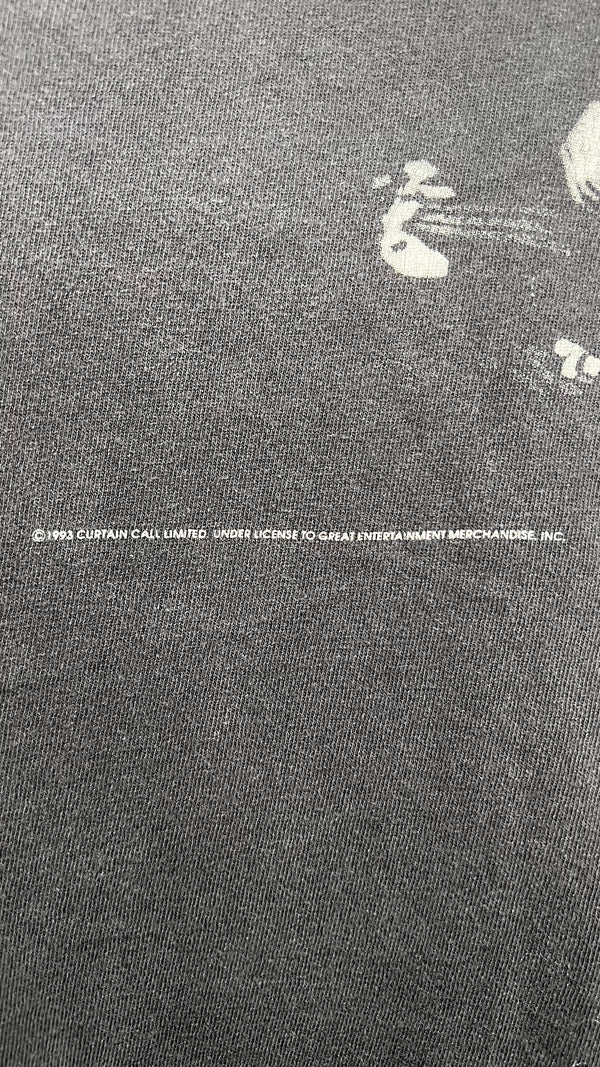 ©1993 CURTAIN CALL LIMITED. UNDER LICENSE TO GREAT ENTERTAINMENT MERCHANDISE, INC.